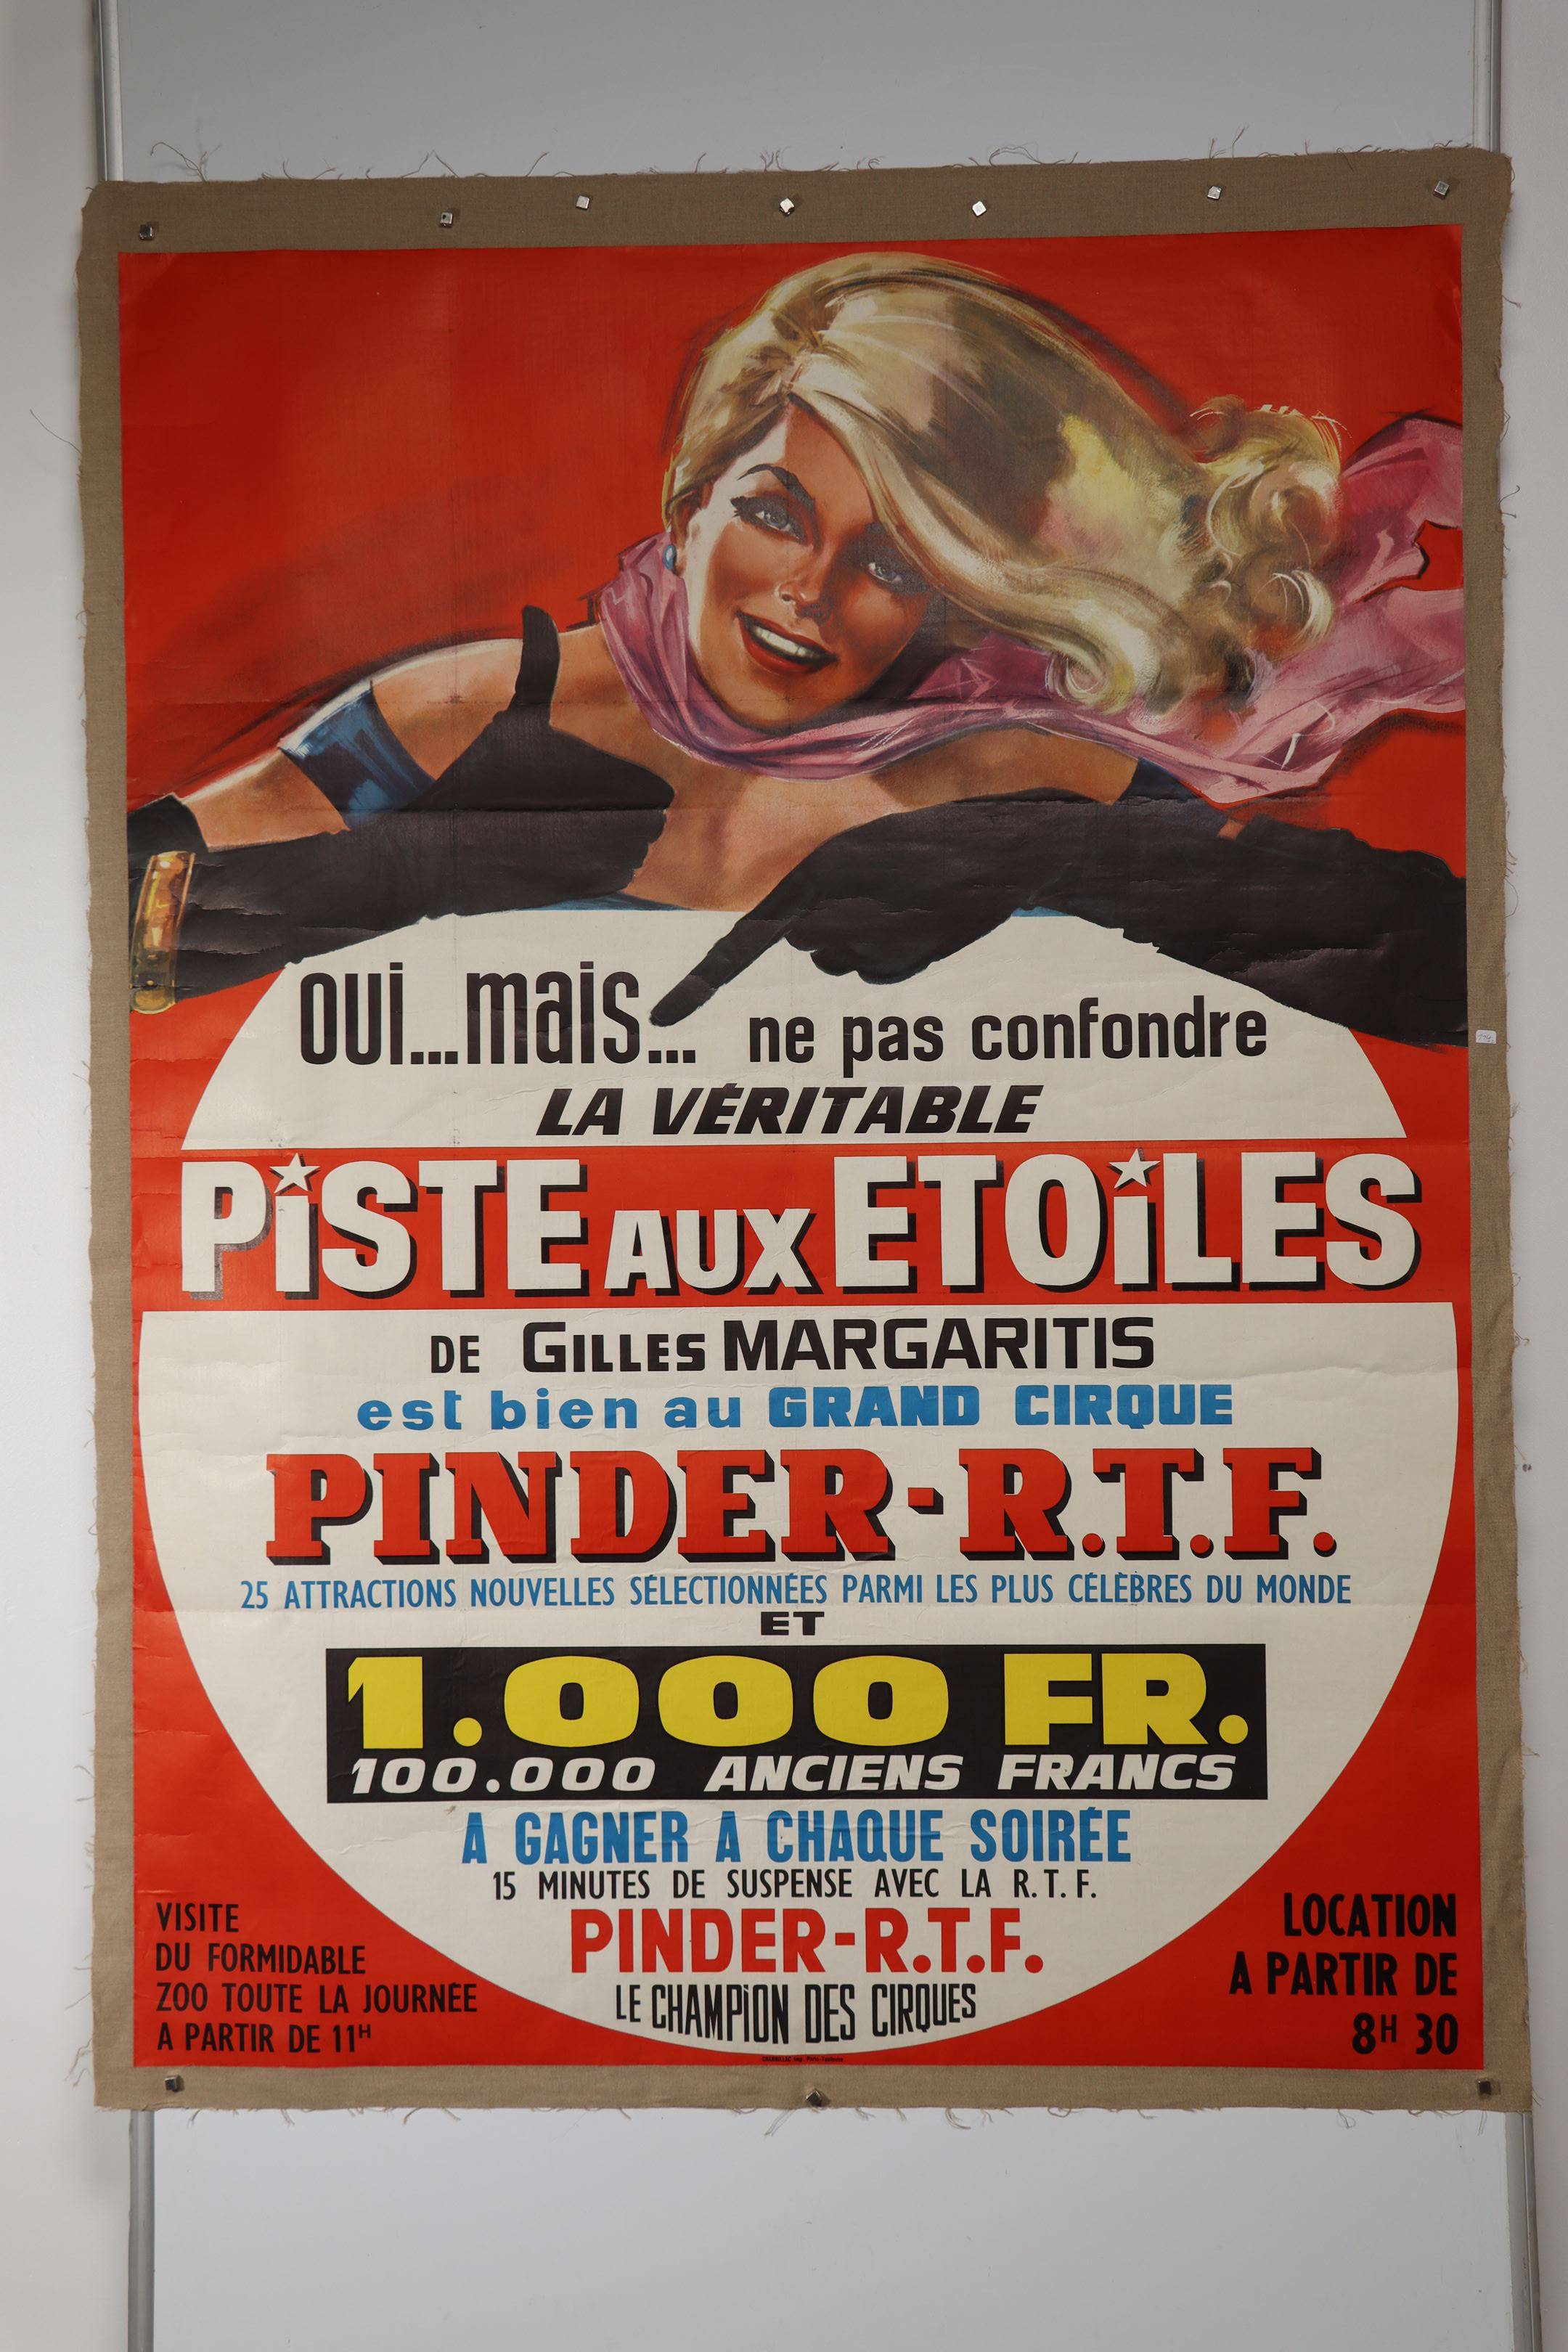 oui...mais... ne pas confondre
LA VÉRITABLE
PiSTE AUX ETOiLES
DE GILLES MARGARITIS
est bien au GRAND CIRQUE
PINDER-R.T.F.
25 ATTRACTIONS NOUVELLES SÉLECTIONNÉES PARMI LES PLUS CÉLÈBRES DU MONDE
ET
1.000 FR.
100.000 ANCIENS FRANCS
A GAGNER A CHAQUE SOIRÉE
15 MINUTES DE SUSPENSE AVEC LA R.T.F.
PINDER-R.T.F.
LE CHAMPiON DES CIRQUES
VISITE
DU FORMIDABLE
ZOO TOUTE LA JOURNÉE
A PARTIR DE 11H
LOCATION
A PARTIR DE
8H 30